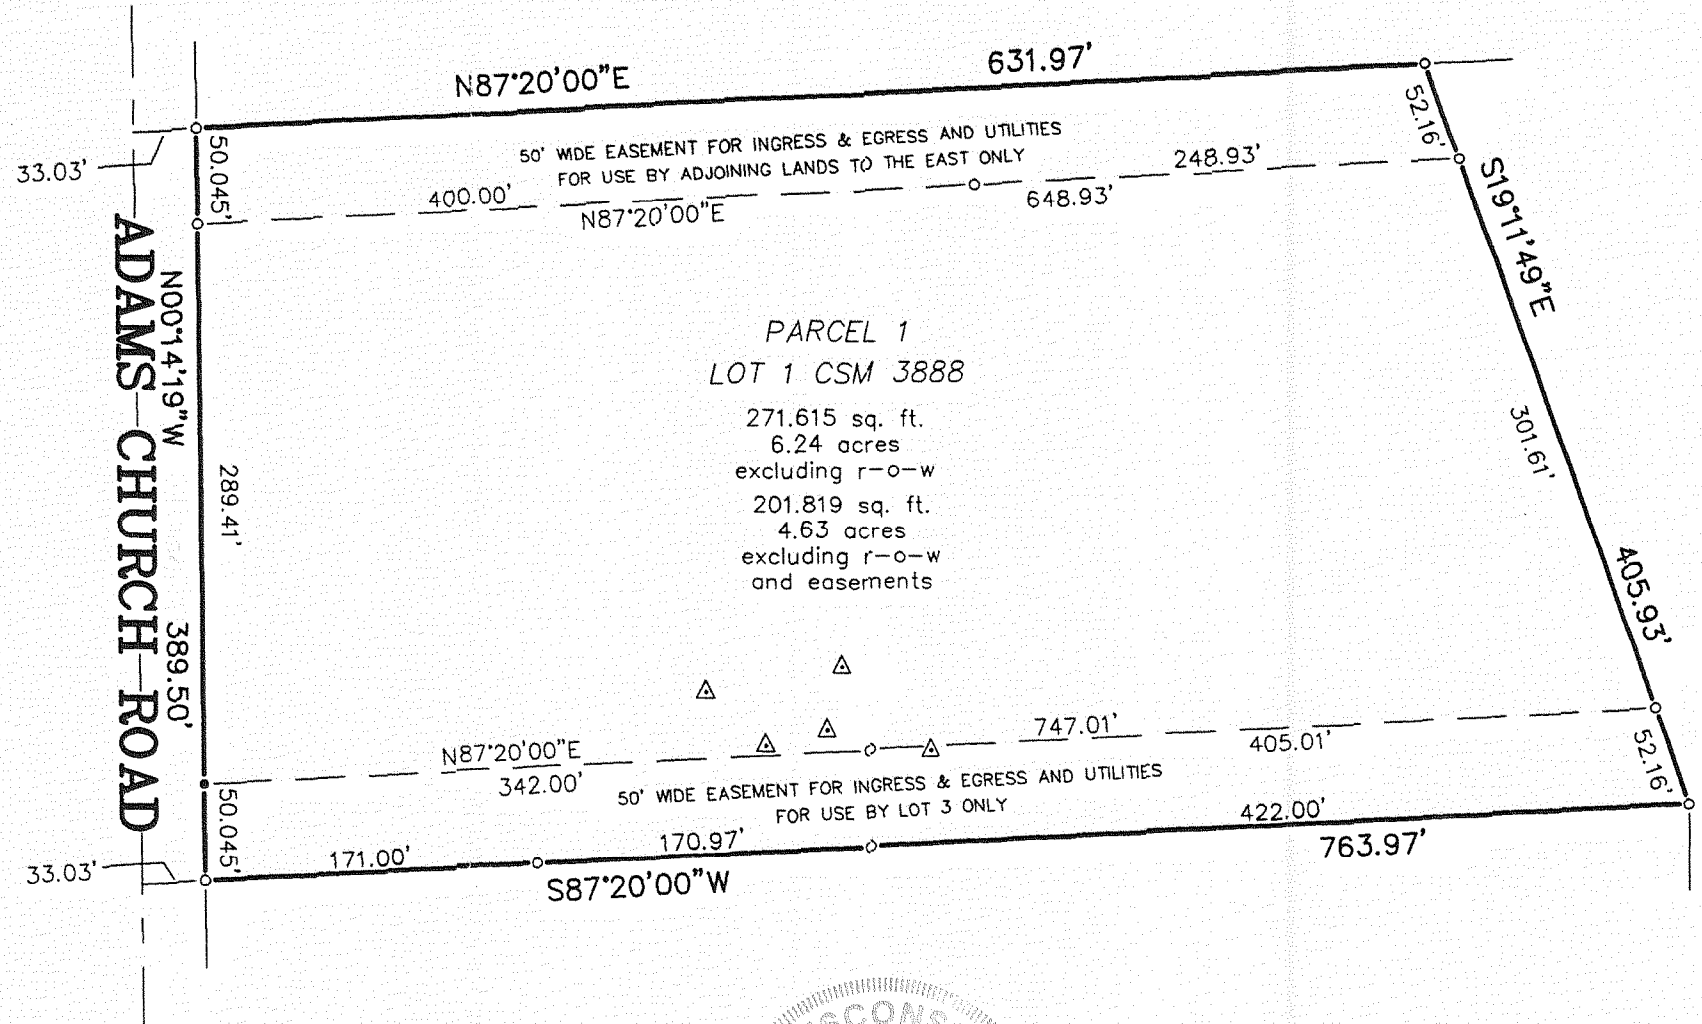 N87°20'00"E
631.97'
33.03'
50.045'
52.16'
50' WIDE EASEMENT FOR INGRESS & EGRESS AND UTILITIES
FOR USE BY ADJOINING LANDS TO THE EAST ONLY
248.93'
400.00'
N87°20'00"E
648.93'
S19°11'49"E
ADAMS CHURCH ROAD
N00°14'19"W
289.41'
389.50'
PARCEL 1
LOT 1 CSM 3888
271.615 sq. ft.
6.24 acres
excluding r-o-w
201.819 sq. ft.
4.63 acres
excluding r-o-w
and easements
301.61'
405.93'
N87°20'00"E
747.01'
342.00'
405.01'
50' WIDE EASEMENT FOR INGRESS & EGRESS AND UTILITIES
FOR USE BY LOT 3 ONLY
52.16'
50.045'
33.03'
171.00'
170.97'
422.00'
763.97'
S87°20'00"W